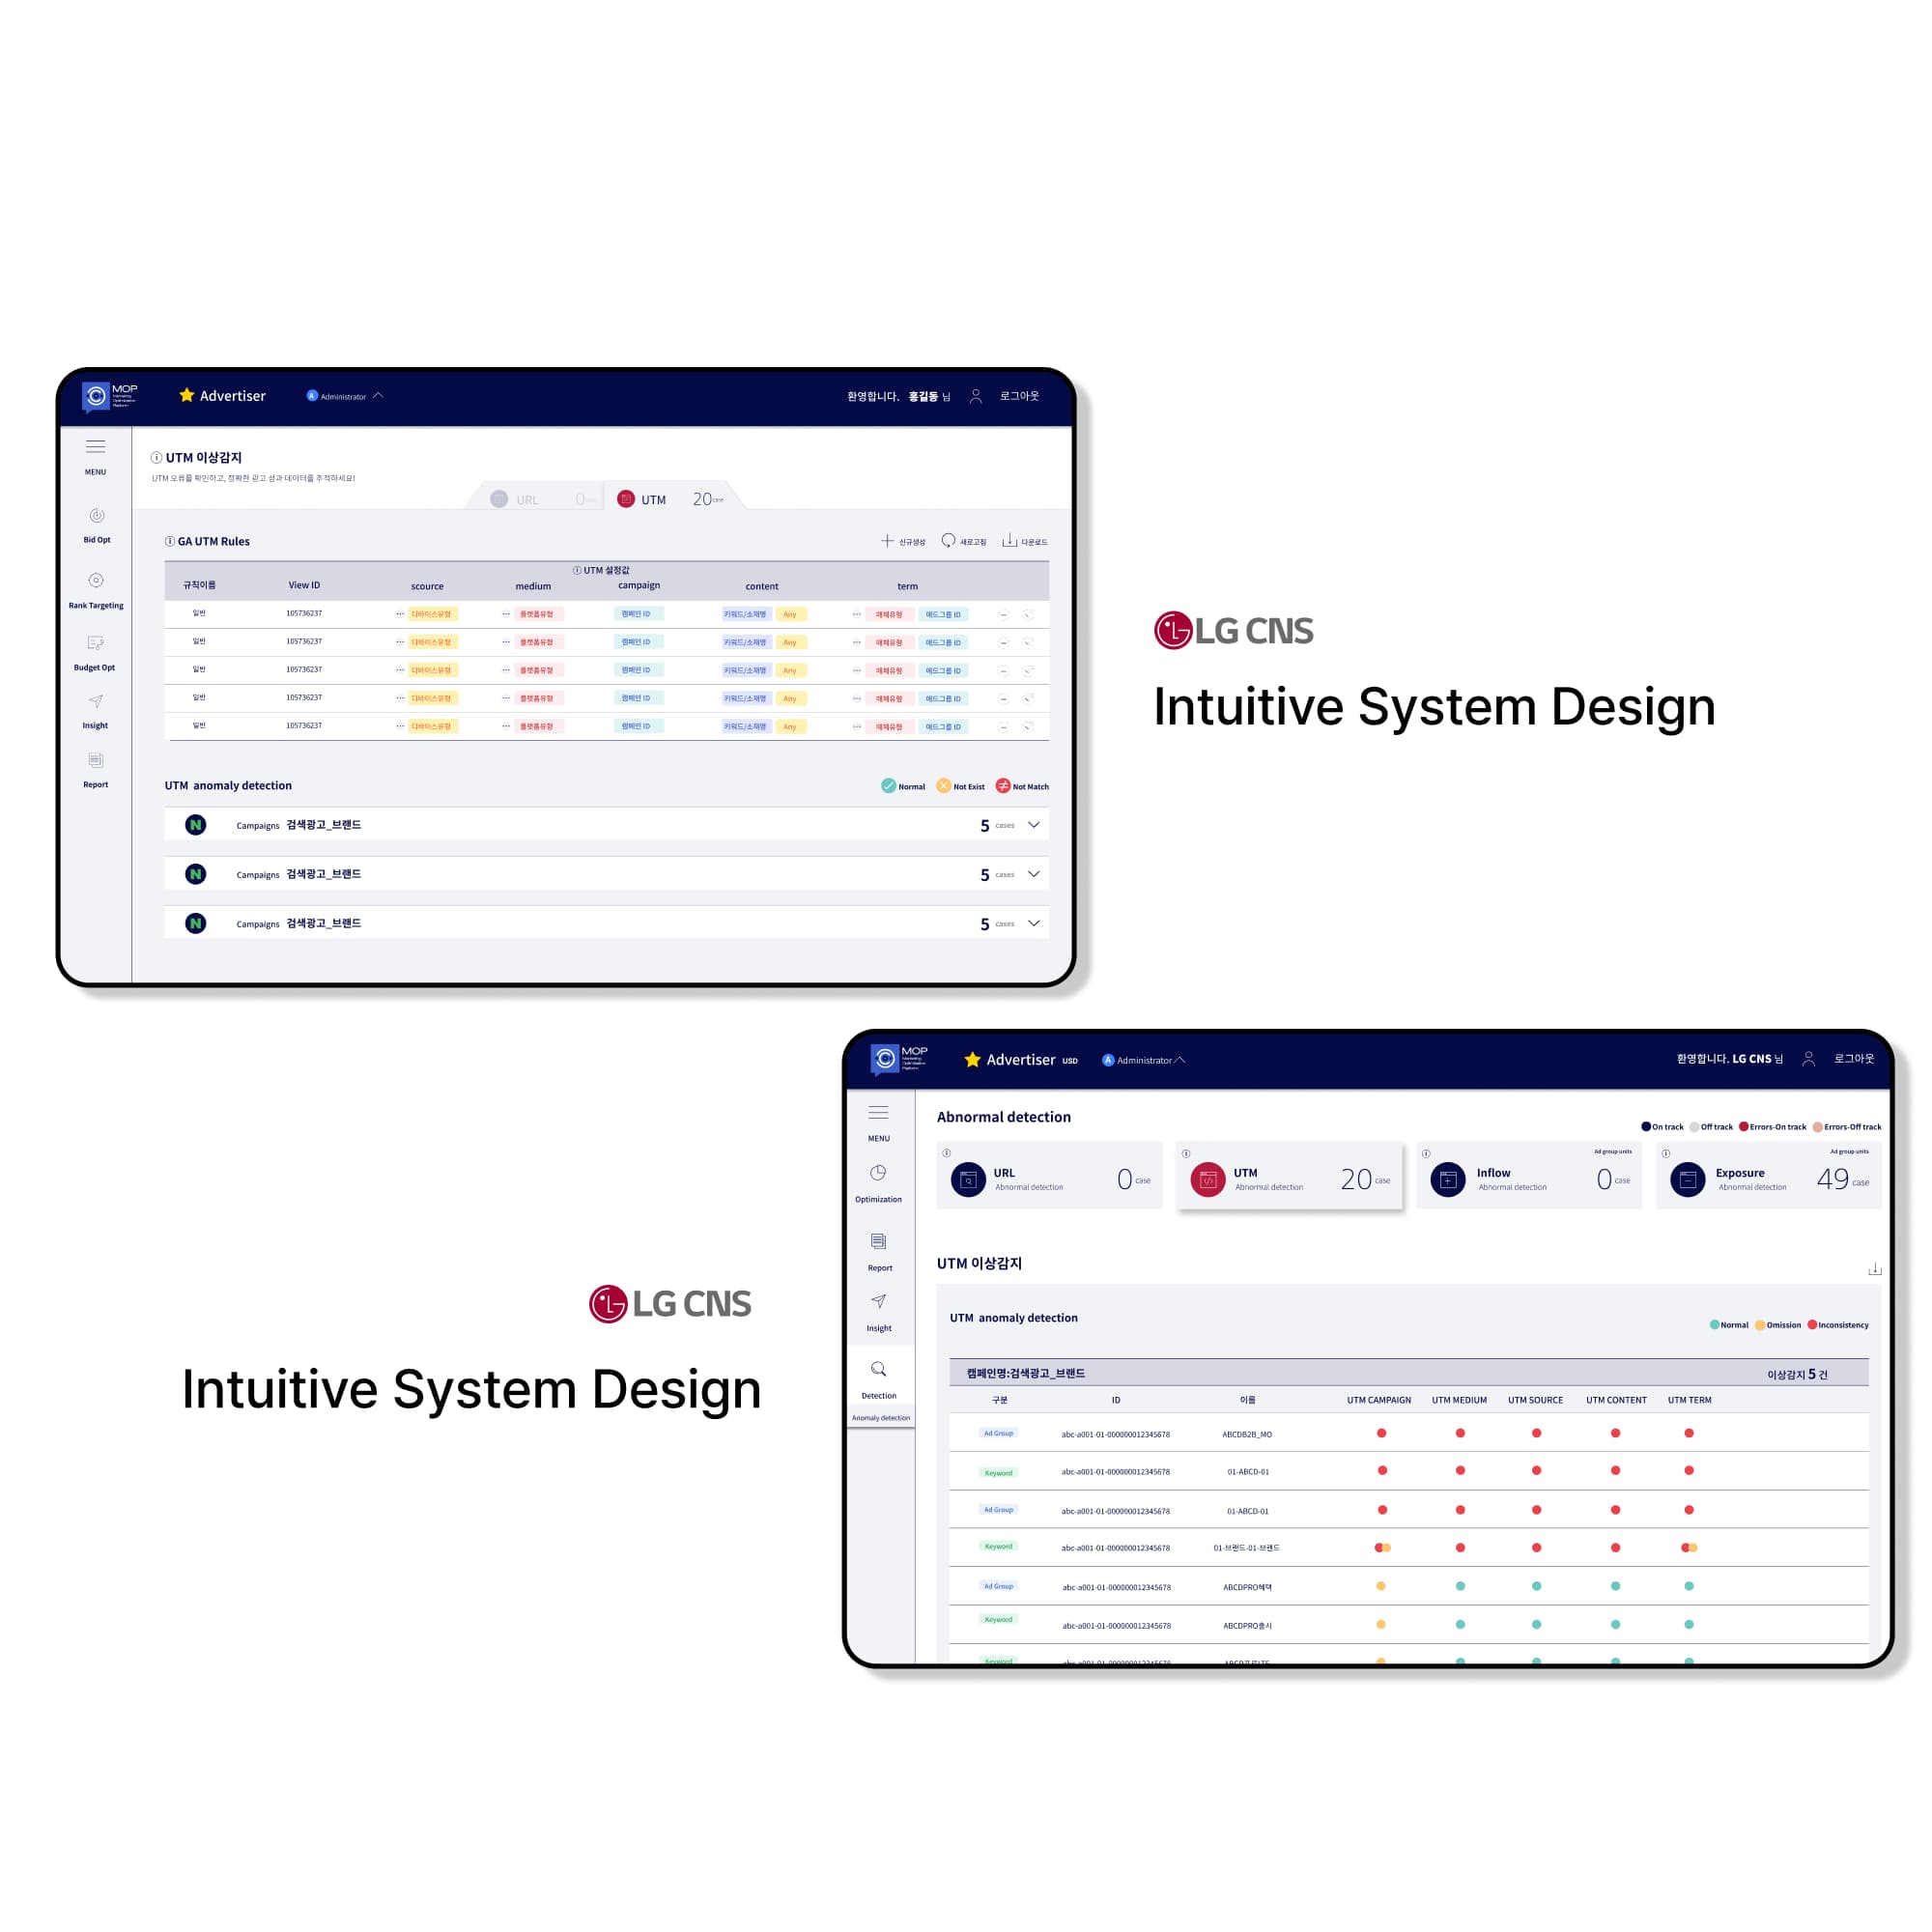 MOP
Marketing
Optimization
Platform
Advertiser
A Administrator
환영합니다. 홍길동 님
로그아웃
MENU
Bid Opt
Rank Targeting
Budget Opt
Insight
Report
UTM 이상감지
UTM 오류를 확인하고, 정확한 광고 성과 데이터를 추적하세요!
URL 0
UTM 20 case
GA UTM Rules
신규생성 새로고침 다운로드
UTM 설정값
규칙이름 View ID scource medium campaign content term
일반 105736237 디바이스유형 플랫폼유형 캠페인 ID 키워드/소재명 Any 매체유형 애드그룹 ID
일반 105736237 디바이스유형 플랫폼유형 캠페인 ID 키워드/소재명 Any 매체유형 애드그룹 ID
일반 105736237 디바이스유형 플랫폼유형 캠페인 ID 키워드/소재명 Any 매체유형 애드그룹 ID
일반 105736237 디바이스유형 플랫폼유형 캠페인 ID 키워드/소재명 Any 매체유형 애드그룹 ID
일반 105736237 디바이스유형 플랫폼유형 캠페인 ID 키워드/소재명 Any 매체유형 애드그룹 ID
UTM anomaly detection
Normal Not Exist Not Match
N Campaigns 검색광고_브랜드 5 cases
N Campaigns 검색광고_브랜드 5 cases
N Campaigns 검색광고_브랜드 5 cases
LG CNS
Intuitive System Design
LG CNS
Intuitive System Design
MOP
Marketing
Optimization
Platform
Advertiser USD
A Administrator
환영합니다. LG CNS 님
로그아웃
MENU
Optimization
Report
Insight
Detection
Anomaly detection
Abnormal detection
On track Off track Errors-On track Errors-Off track
URL
Abnormal detection
0 case
UTM
Abnormal detection
20 case
Ad group units
Inflow
Abnormal detection
0 case
Ad group units
Exposure
Abnormal detection
49 case
UTM 이상감지
UTM anomaly detection
Normal Omission Inconsistency
캠페인명:검색광고_브랜드 이상감지 5 건
구분 ID 이름 UTM CAMPAIGN UTM MEDIUM UTM SOURCE UTM CONTENT UTM TERM
Ad Group abc-a001-01-000000012345678 ABCDB2B_MO
Keyword abc-a001-01-000000012345678 01-ABCD-01
Ad Group abc-a001-01-000000012345678 01-ABCD-01
Keyword abc-a001-01-000000012345678 01-브랜드-01-브랜드
Ad Group abc-a001-01-000000012345678 ABCDPRO혜택
Keyword abc-a001-01-000000012345678 ABCDPRO출시
Keyword abc-a001-01-000000012345678